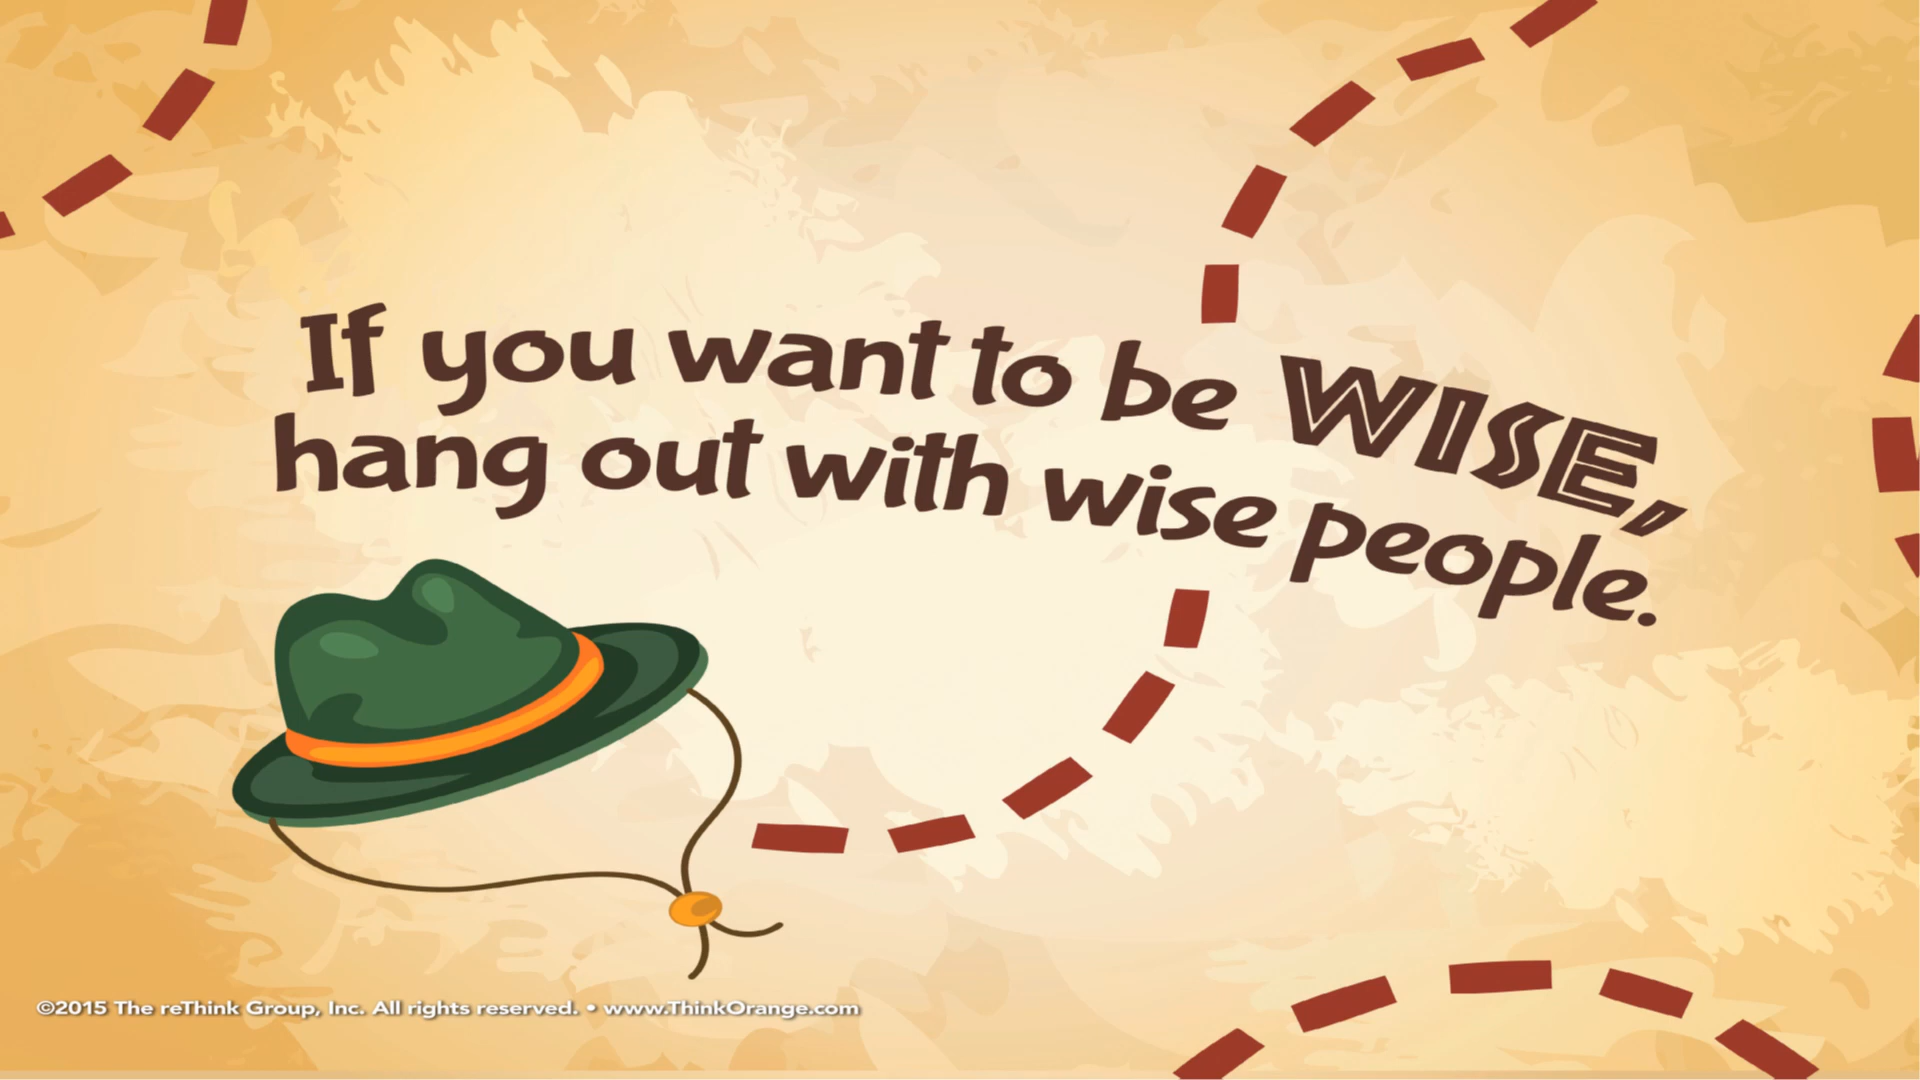 If you want to be WISE,
hang out with wise people.
©2015 The reThink Group, Inc. All rights reserved. • www.ThinkOrange.com